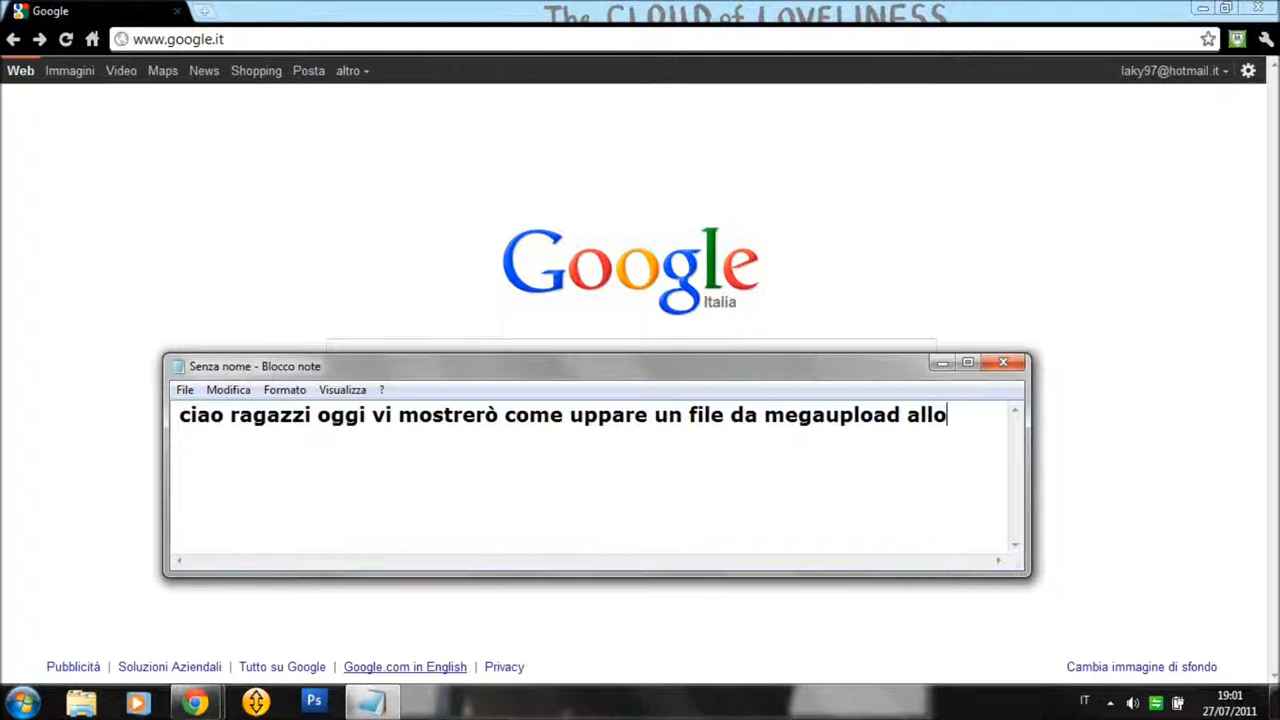 The CLOUD of LOVELINESS
Google
www.google.it
Web Immagini Video Maps News Shopping Posta altro
laky97@hotmail.it
Google
Italia
Senza nome - Blocco note
File Modifica Formato Visualizza ?
ciao ragazzi oggi vi mostrerò come uppare un file da megaupload allo
Pubblicità | Soluzioni Aziendali | Tutto su Google | Google.com in English | Privacy
Cambia immagine di sfondo
Ps
IT
19:01
27/07/2011